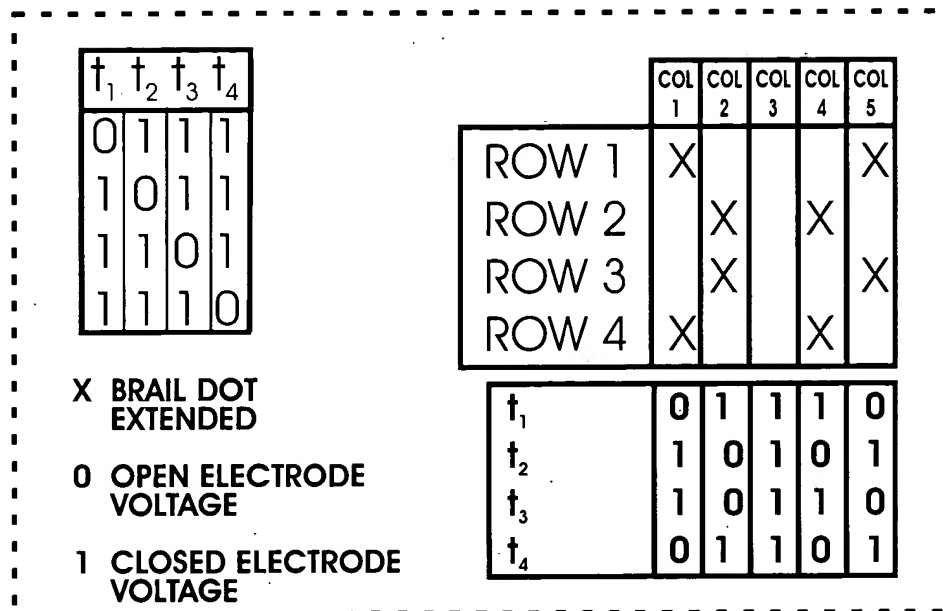 t1 t2 t3 t4
0 1 1 1
1 0 1 1
1 1 0 1
1 1 1 0
X BRAIL DOT
EXTENDED
0 OPEN ELECTRODE
VOLTAGE
1 CLOSED ELECTRODE
VOLTAGE
COL COL COL COL COL
1 2 3 4 5
ROW 1 X X
ROW 2 X X
ROW 3 X X
ROW 4 X X
t1 0 1 1 1 0
t2 1 0 1 0 1
t3 1 0 1 1 0
t4 0 1 1 0 1